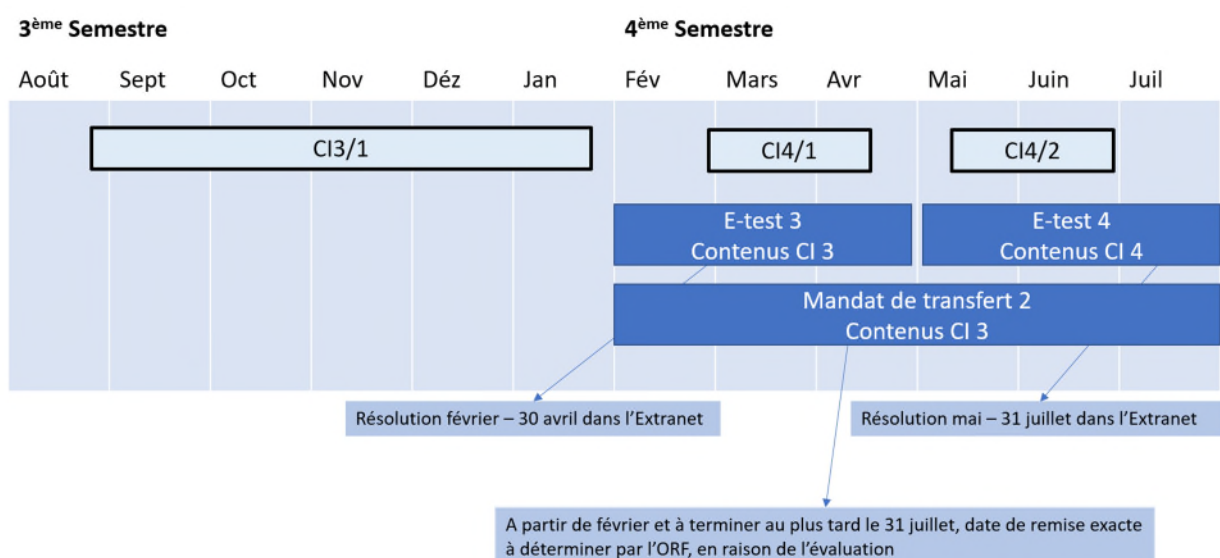 3ème Semestre
4ème Semestre
Août Sept Oct Nov Déz Jan Fév Mars Avr Mai Juin Juil
CI3/1
CI4/1
CI4/2
E-test 3
Contenus CI 3
E-test 4
Contenus CI 4
Mandat de transfert 2
Contenus CI 3
Résolution février – 30 avril dans l'Extranet
Résolution mai – 31 juillet dans l'Extranet
A partir de février et à terminer au plus tard le 31 juillet, date de remise exacte
à déterminer par l'ORF, en raison de l'évaluation